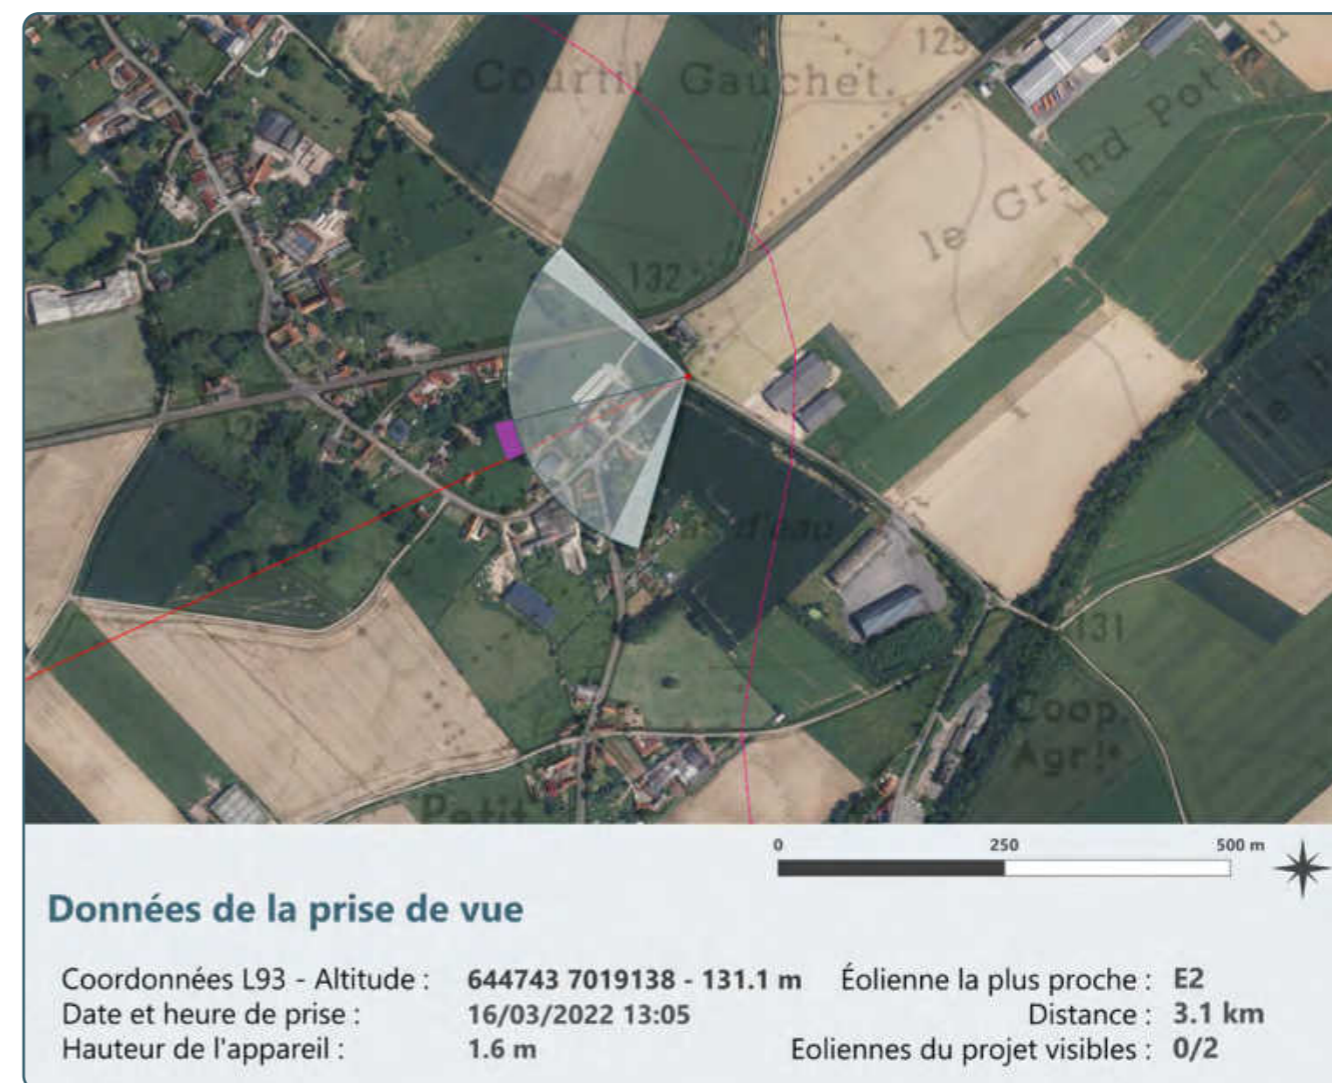 125
Courtil Gauchet.
le Grand Pot
132
131
Coop.
Agr.
Petit
0 250 500 m
Données de la prise de vue
Coordonnées L93 - Altitude : 644743 7019138 - 131.1 m Éolienne la plus proche : E2
Date et heure de prise : 16/03/2022 13:05 Distance : 3.1 km
Hauteur de l'appareil : 1.6 m Eoliennes du projet visibles : 0/2